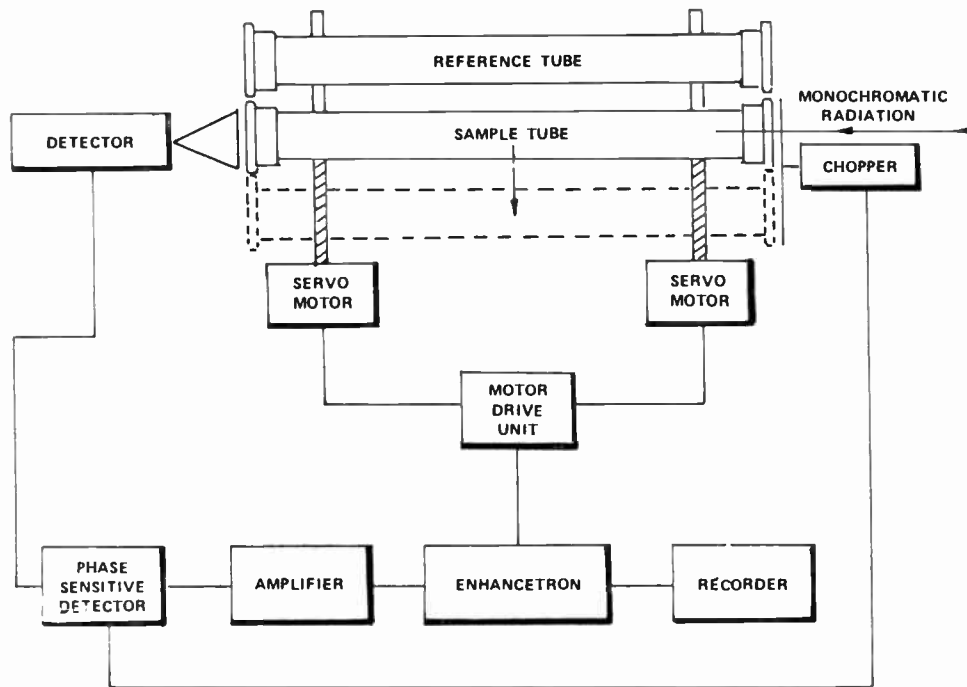 REFERENCE TUBE
MONOCHROMATIC
RADIATION
SAMPLE TUBE
DETECTOR
CHOPPER
SERVO
MOTOR
SERVO
MOTOR
MOTOR
DRIVE
UNIT
PHASE
SENSITIVE
DETECTOR
AMPLIFIER
ENHANCETRON
RECORDER